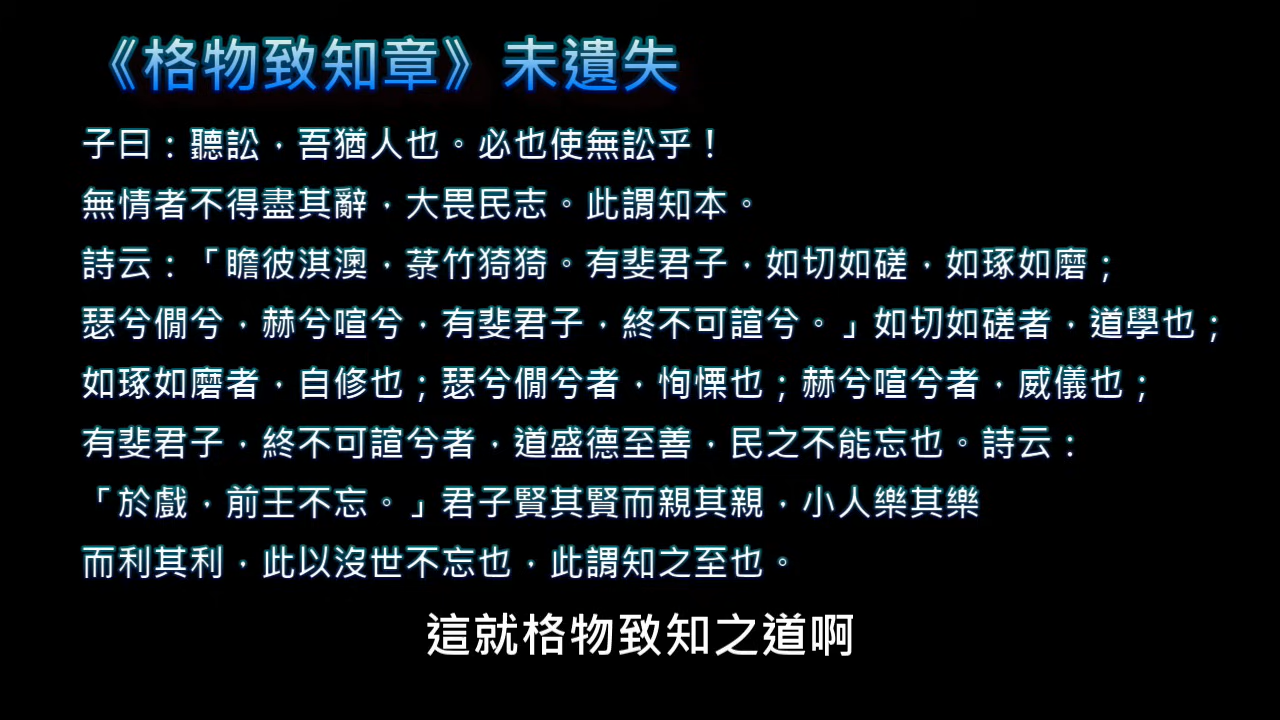 《格物致知章》未遺失
子曰：聽訟，吾猶人也。必也使無訟乎！
無情者不得盡其辭，大畏民志。此謂知本。
詩云：「瞻彼淇澳，菉竹猗猗。有斐君子，如切如磋，如琢如磨；
瑟兮僩兮，赫兮喧兮，有斐君子，終不可諠兮。」如切如磋者，道學也；
如琢如磨者，自修也；瑟兮僩兮者，恂慄也；赫兮喧兮者，威儀也；
有斐君子，終不可諠兮者，道盛德至善，民之不能忘也。詩云：
「於戲，前王不忘。」君子賢其賢而親其親，小人樂其樂
而利其利，此以沒世不忘也，此謂知之至也。
這就格物致知之道啊